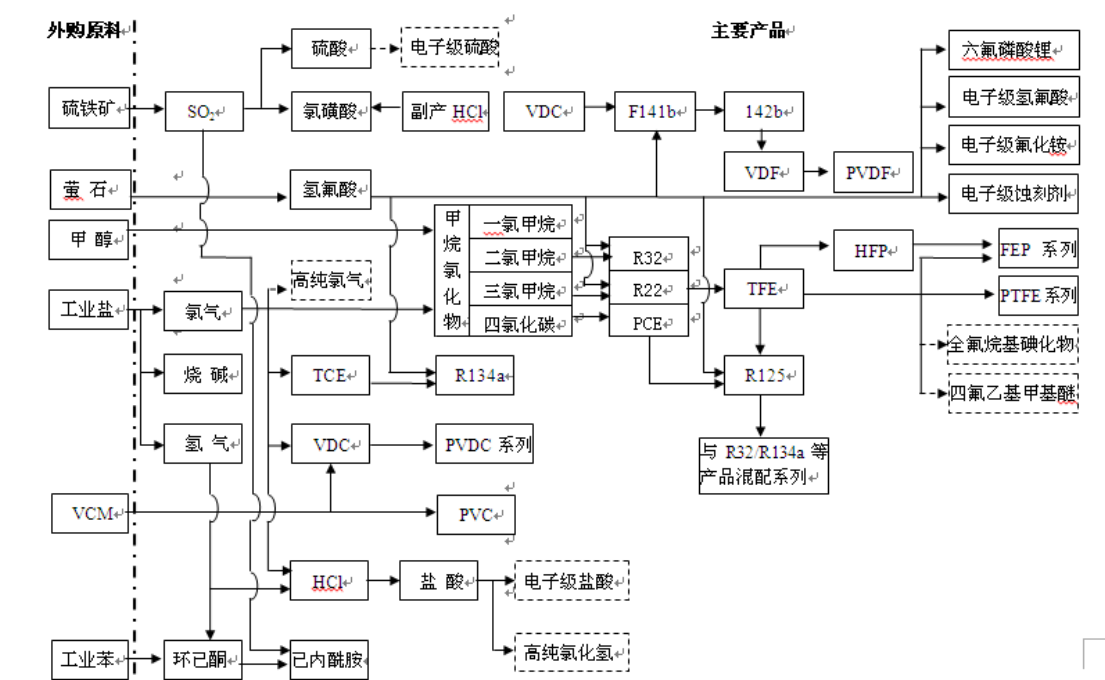 外购原料
主要产品
硫酸
电子级硫酸
六氟磷酸锂
硫铁矿
SO₂
氯磺酸
副产 HCl
VDC
F141b
142b
电子级氢氟酸
电子级氟化铵
VDF
PVDF
萤 石
氢氟酸
电子级蚀刻剂
甲 醇
甲烷氯化物
一氯甲烷
二氯甲烷
三氯甲烷
四氯化碳
R32
R22
PCE
HFP
FEP 系列
高纯氯气
TFE
PTFE系列
工业盐
氯气
全氟烷基碘化物
烧 碱
TCE
R134a
R125
四氟乙基甲基醚
氢 气
VDC
PVDC 系列
与 R32/R134a 等
产品混配系列
VCM
PVC
HCl
盐 酸
电子级盐酸
高纯氯化氢
工业苯
环已酮
已内酰胺